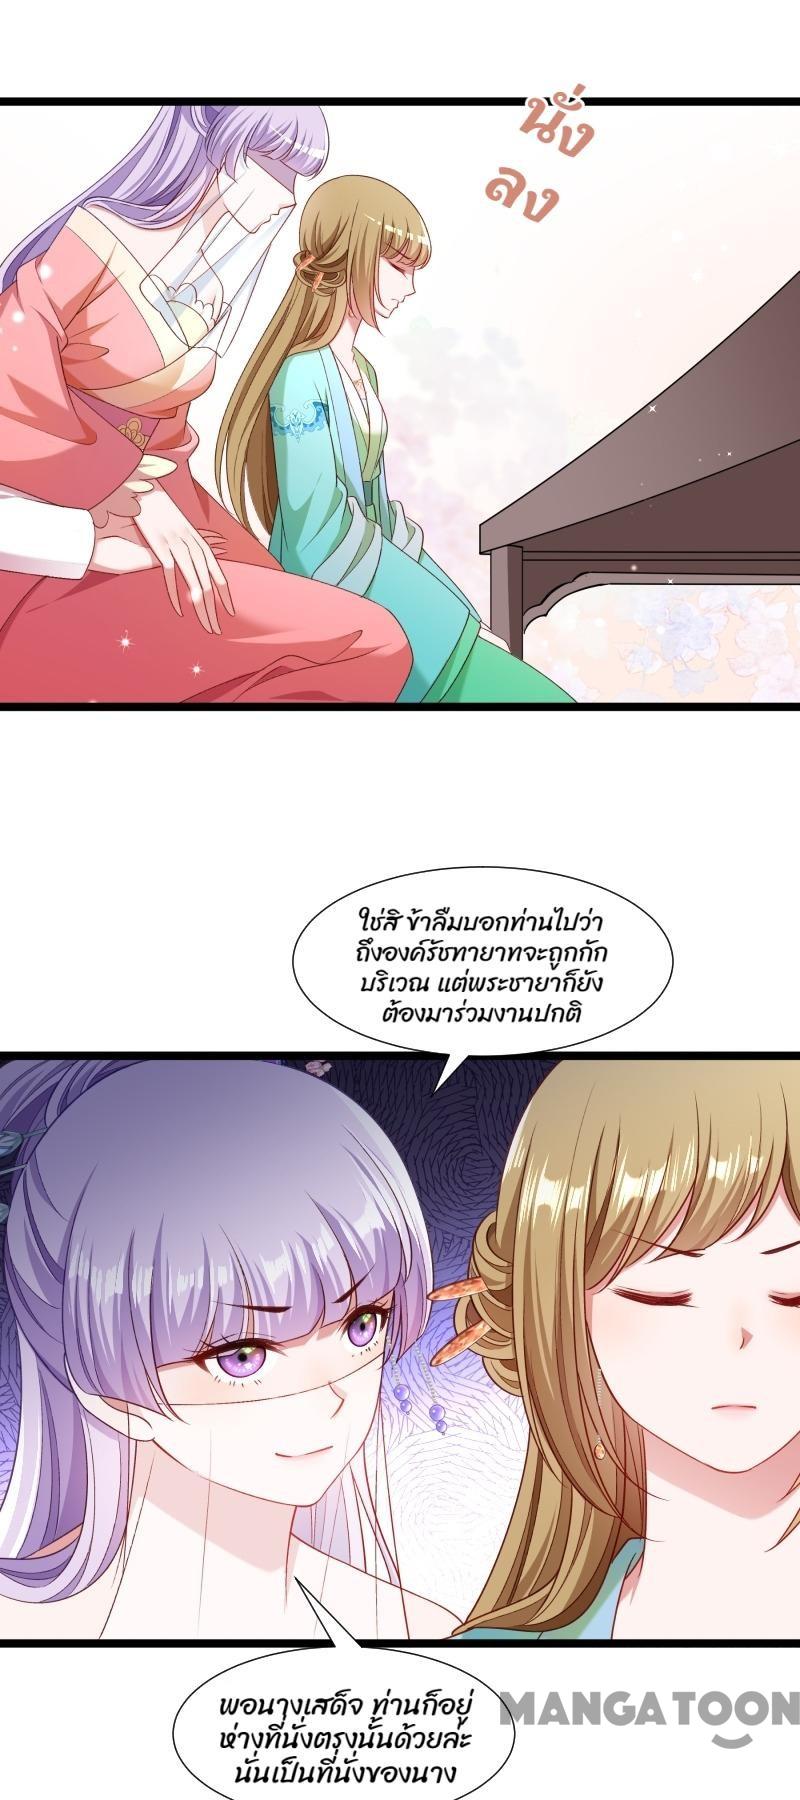 นั่ง
ลง
ใช่สิ ข้าลืมบอกท่านไปว่า
ถึงองค์รัชทายาทจะถูกกัก
บริเวณ แต่พระชายาก็ยัง
ต้องมาร่วมงานปกติ
MANGATOON
พอนางเสด็จ ท่านก็อยู่
ห่างที่นั่งตรงนั้นด้วยล่ะ
นั่นเป็นที่นั่งของนาง